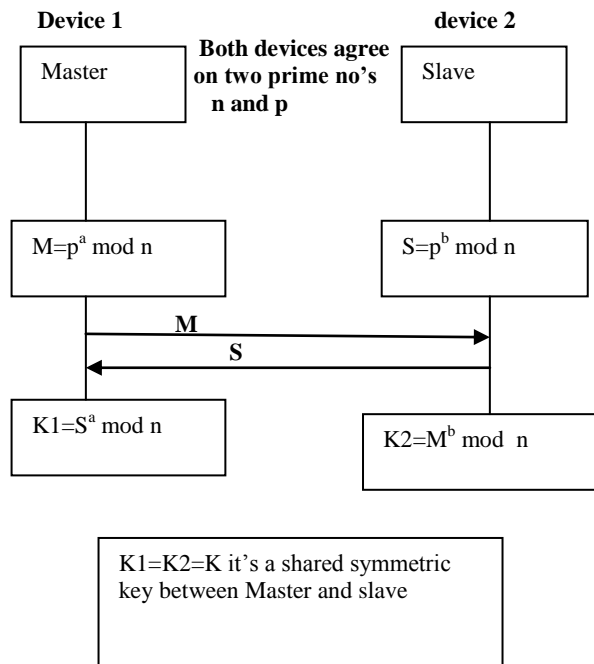 Device 1
device 2
Both devices agree
on two prime no's
n and p
Master
Slave
M=p^a mod n
S=p^b mod n
M
S
K1=S^a mod n
K2=M^b mod n
K1=K2=K it's a shared symmetric
key between Master and slave